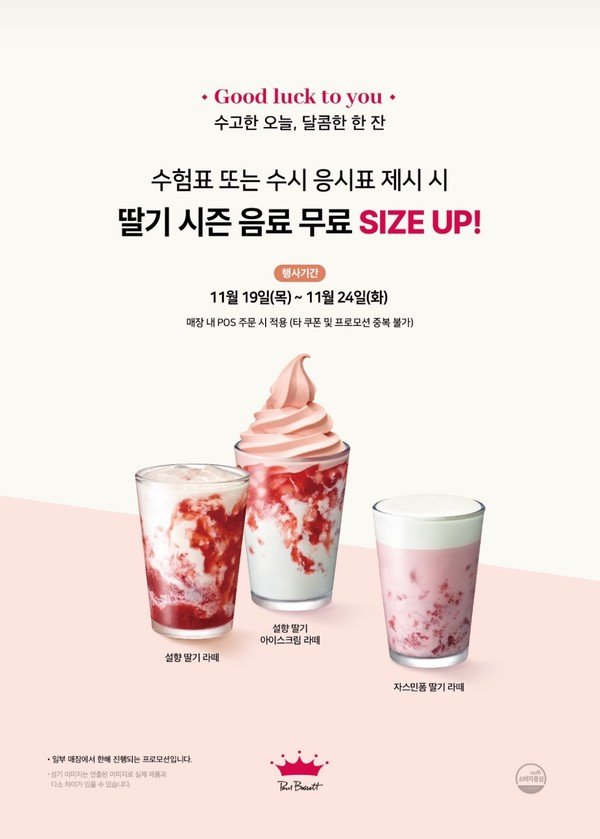 • Good luck to you •
수고한 오늘, 달콤한 한 잔
수험표 또는 수시 응시표 제시 시
딸기 시즌 음료 무료 SIZE UP!
행사기간
11월 19일(목) ~ 11월 24일(화)
매장 내 POS 주문 시 적용 (타 쿠폰 및 프로모션 중복 불가)
설향 딸기 라떼
설향 딸기
아이스크림 라떼
자스민폼 딸기 라떼
• 일부 매장에서 한해 진행되는 프로모션입니다.
• 상기 이미지는 연출된 이미지로 실제 제품과
다소 차이가 있을 수 있습니다.
Paul Bassett
CCM
소비자중심